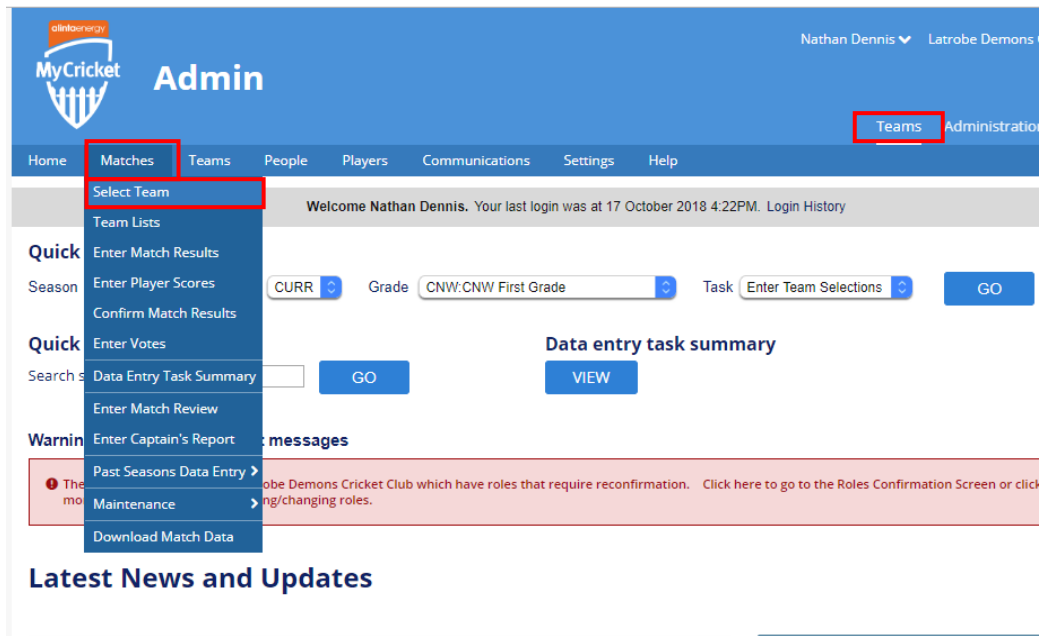 alintaenergy
MyCricket
Admin
Nathan Dennis Latrobe Demons
Teams Administration
Home Matches Teams People Players Communications Settings Help
Select Team
Welcome Nathan Dennis. Your last login was at 17 October 2018 4:22PM. Login History
Team Lists
Quick
Enter Match Results
Season
Enter Player Scores
CURR
Grade CNW:CNW First Grade
Task Enter Team Selections
GO
Confirm Match Results
Quick
Enter Votes
Data entry task summary
Search s
Data Entry Task Summary
GO
VIEW
Enter Match Review
Warnin
Enter Captain's Report
messages
Past Seasons Data Entry
The
obe Demons Cricket Club which have roles that require reconfirmation. Click here to go to the Roles Confirmation Screen or click
mo
Maintenance
ng/changing roles.
Download Match Data
Latest News and Updates